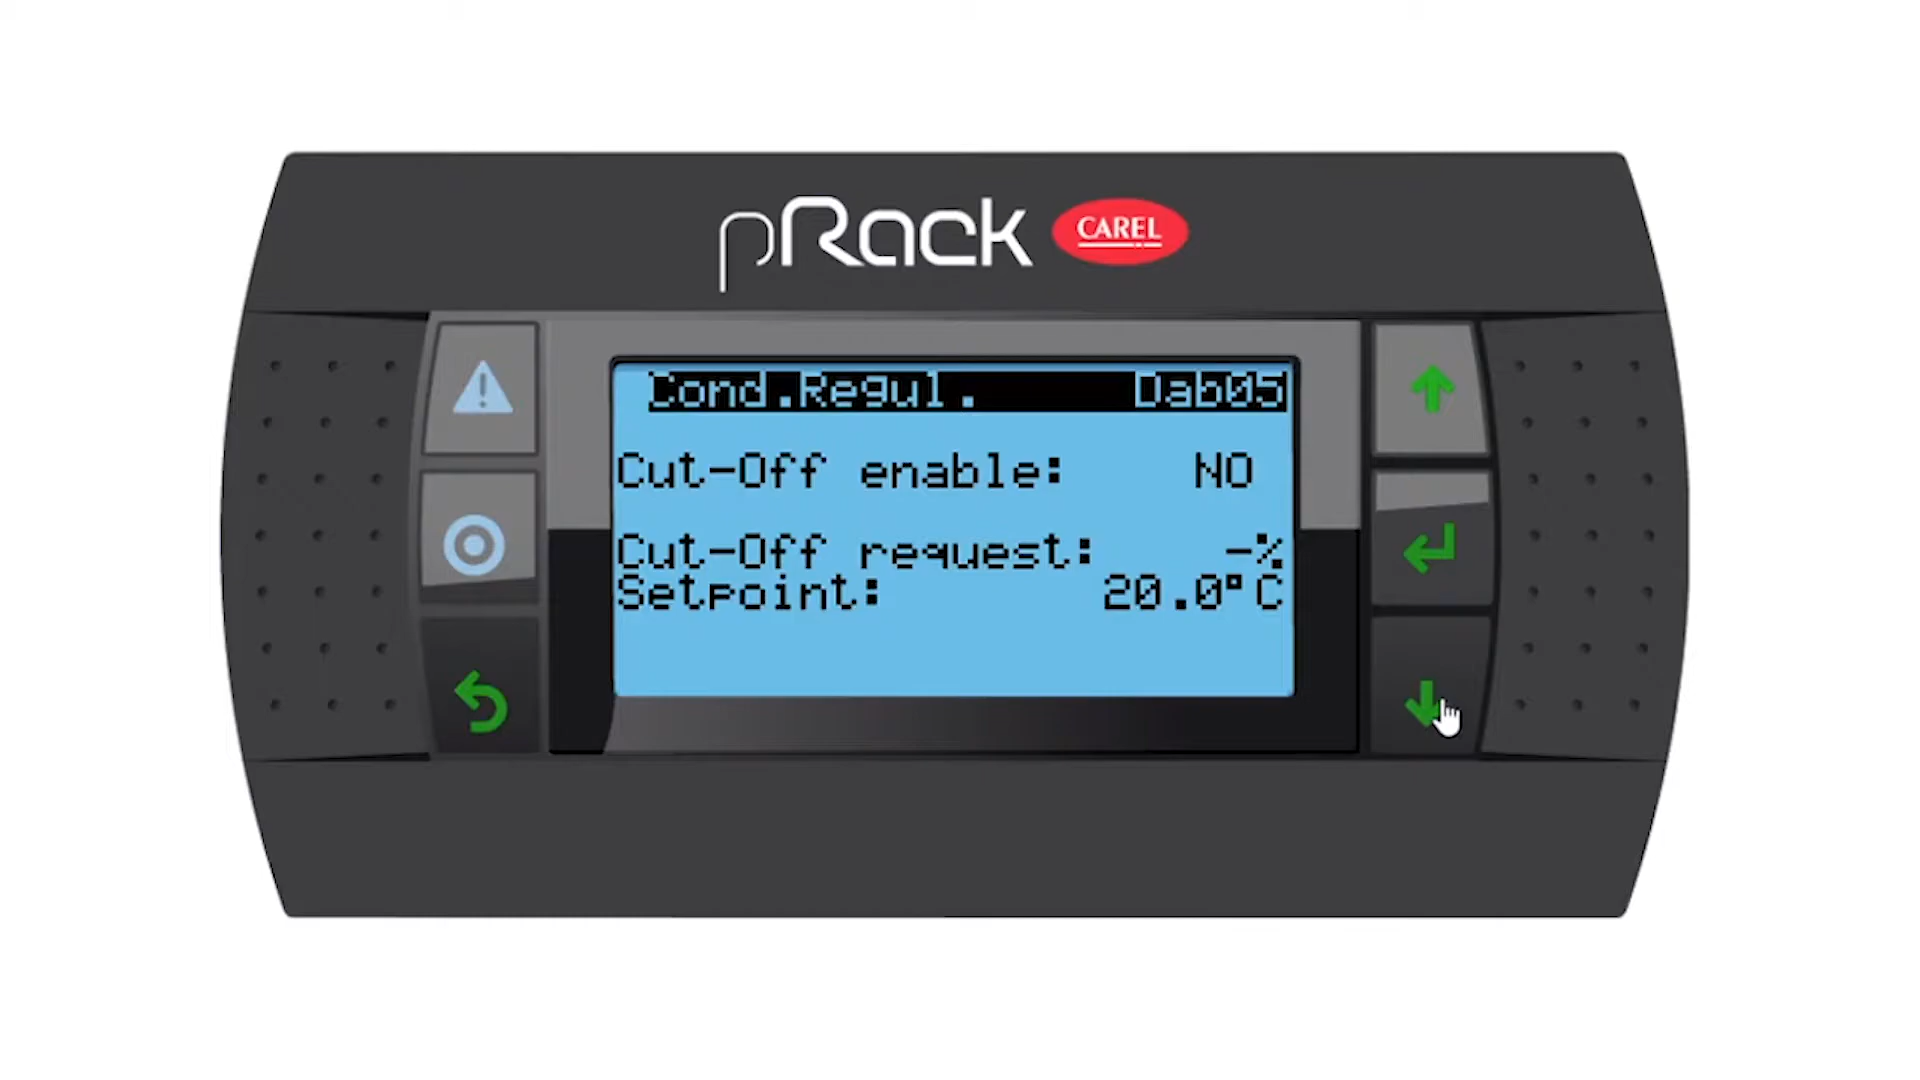 pRack CAREL
Cond.Regul. Dab05
Cut-Off enable: NO
Cut-Off request: -%
Setpoint: 20.0°C